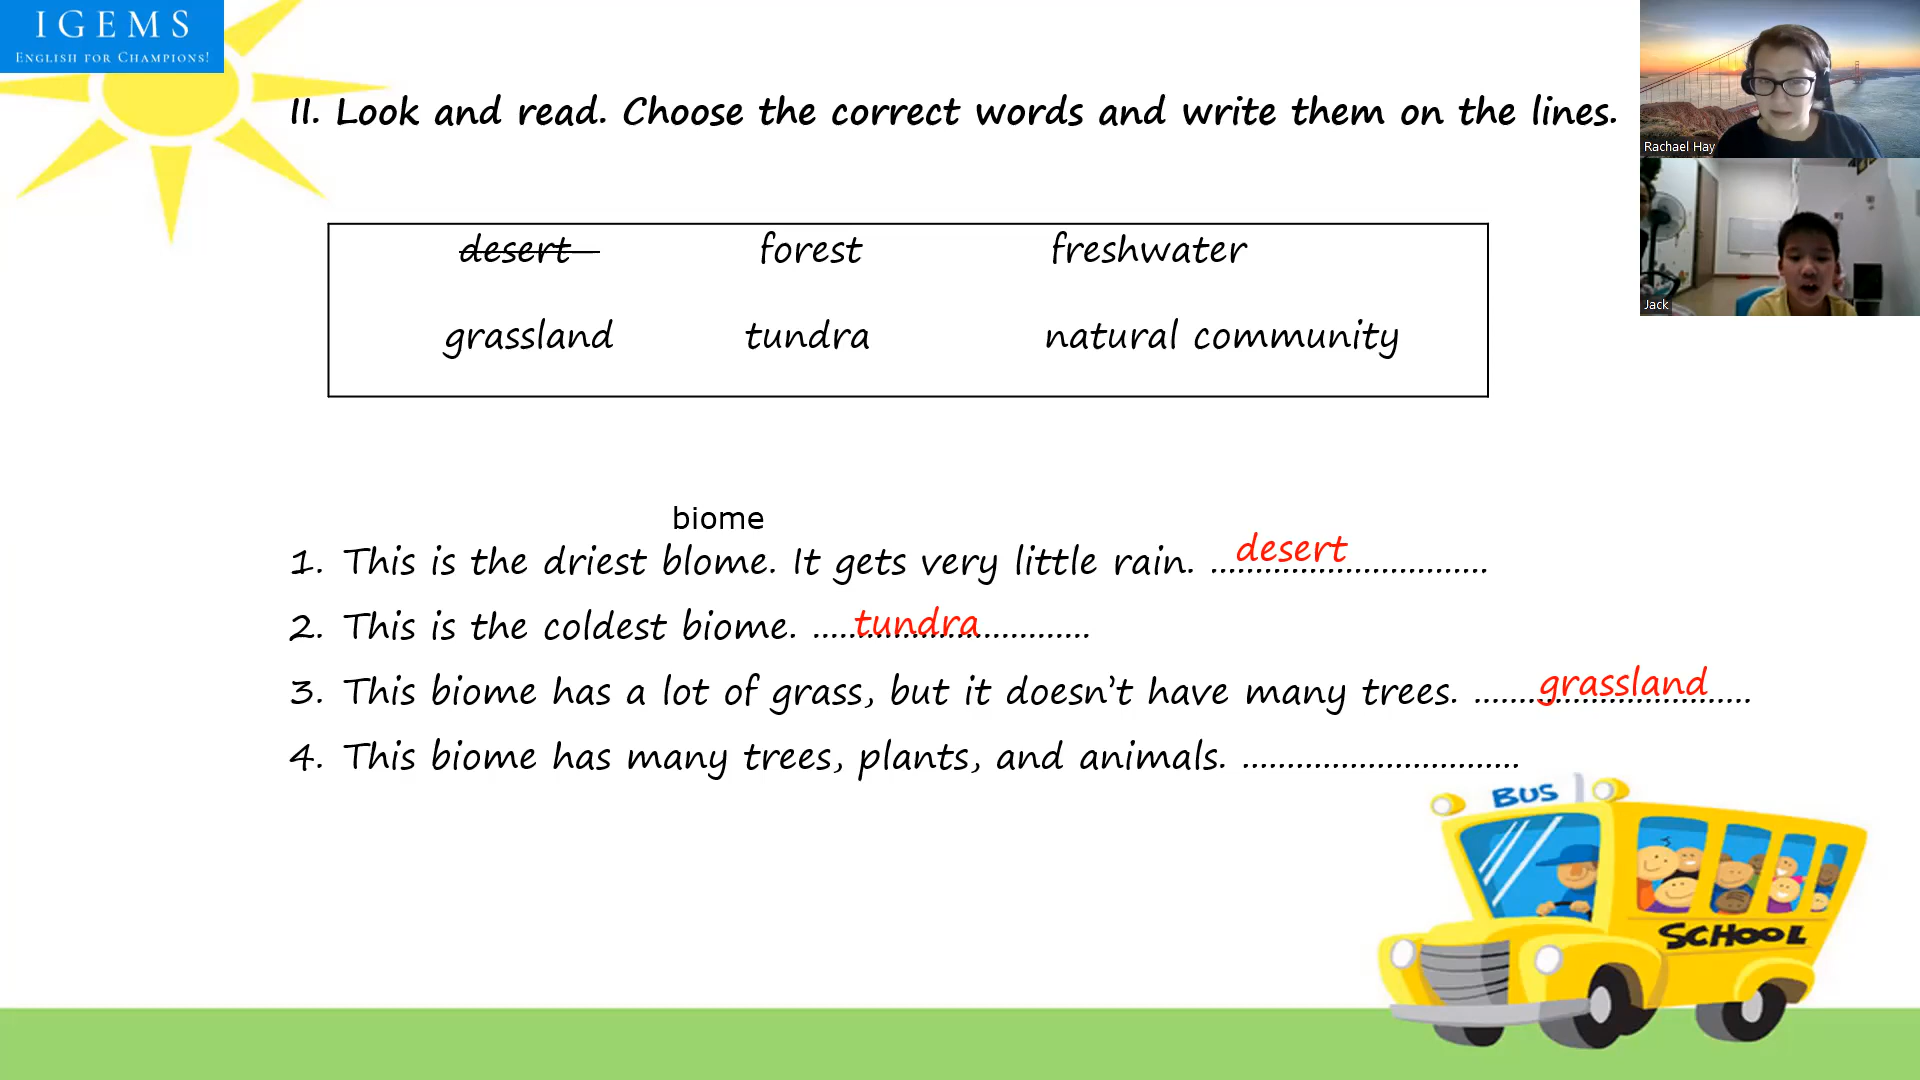 IGEMS
ENGLISH FOR CHAMPIONS!
II. Look and read. Choose the correct words and write them on the lines.
Rachael Hay
Jack
desert forest freshwater
grassland tundra natural community
biome
1. This is the driest blome. It gets very little rain. ............................... desert
2. This is the coldest biome. ............................... tundra
3. This biome has a lot of grass, but it doesn't have many trees. ............................... grassland
4. This biome has many trees, plants, and animals. ...............................
BUS
SCHOOL